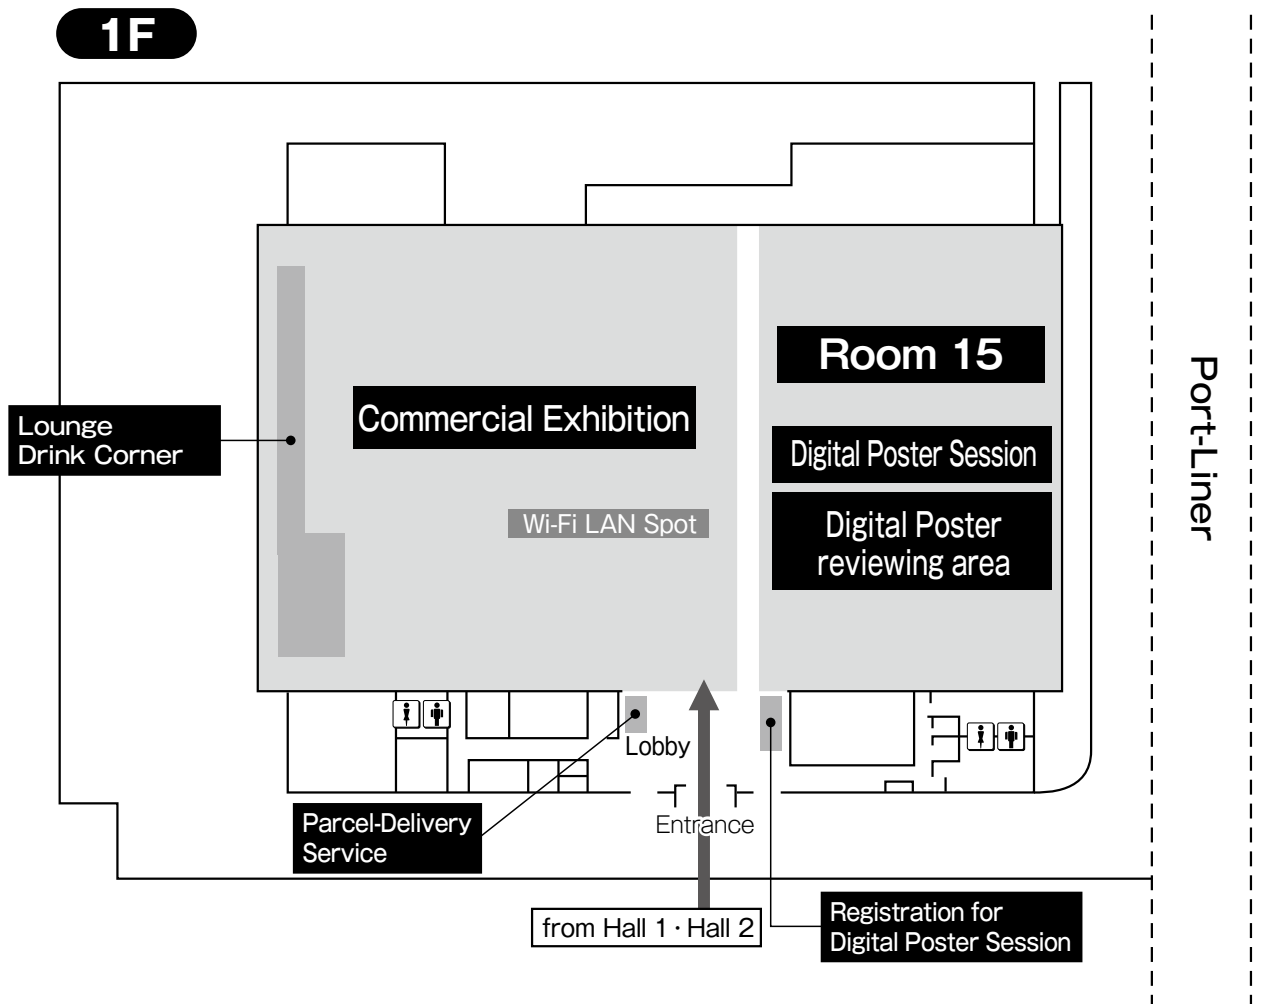 1F
Room 15
Commercial Exhibition
Lounge
Drink Corner
Digital Poster Session
Wi-Fi LAN Spot
Digital Poster
reviewing area
Port-Liner
Lobby
Entrance
Parcel-Delivery
Service
from Hall 1・Hall 2
Registration for
Digital Poster Session